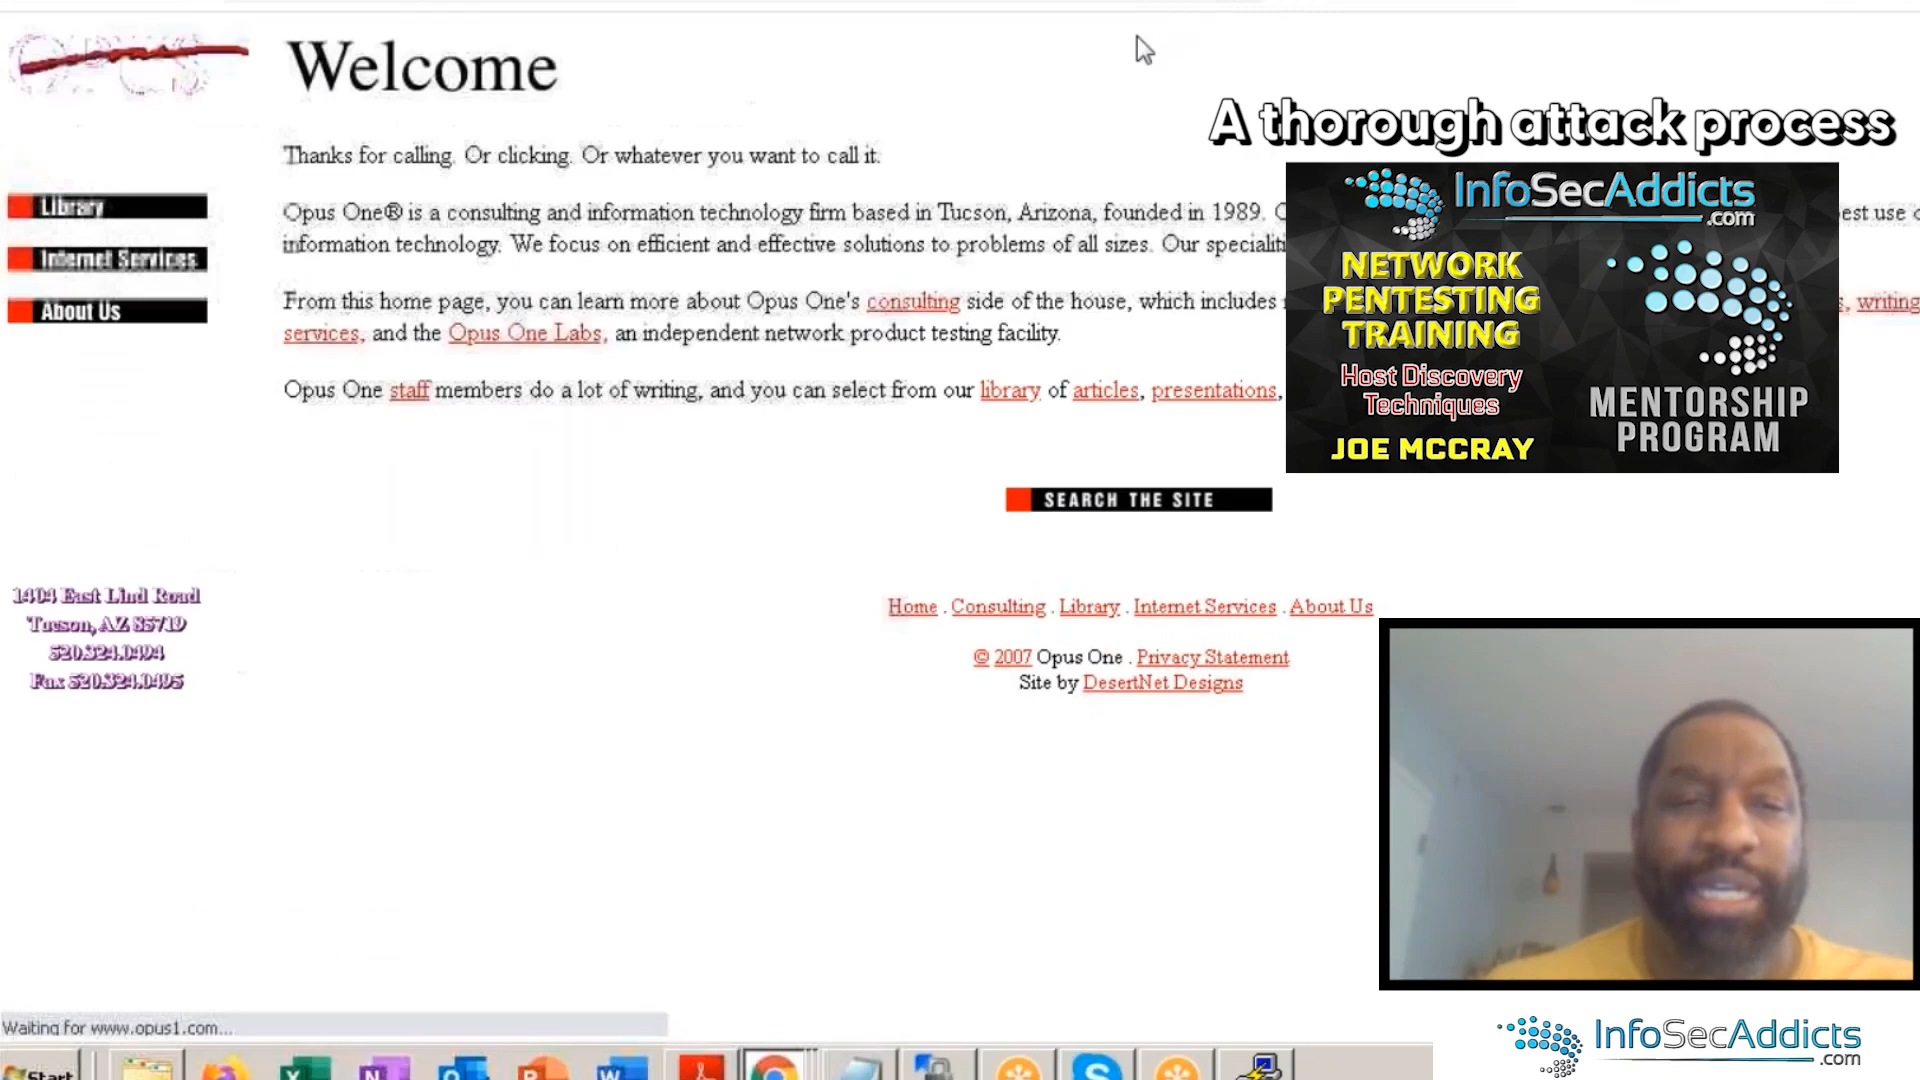 Welcome
Thanks for calling. Or clicking. Or whatever you want to call it.
Opus One® is a consulting and information technology firm based in Tucson, Arizona, founded in 1989.
est use
information technology. We focus on efficient and effective solutions to problems of all sizes. Our specialiti
From this home page, you can learn more about Opus One's consulting side of the house, which includes
, writing
services, and the Opus One Labs, an independent network product testing facility.
Opus One staff members do a lot of writing, and you can select from our library of articles, presentations,
Library
Internet Services
About Us
SEARCH THE SITE
1404 East Lind Road
Tucson, AZ 85719
520.324.0494
Fax 520.324.0495
Home . Consulting . Library . Internet Services . About Us
© 2007 Opus One . Privacy Statement
Site by DesertNet Designs
Waiting for www.opus1.com...
Start
A thorough attack process
InfoSecAddicts
.com
NETWORK
PENTESTING
TRAINING
Host Discovery
Techniques
JOE MCCRAY
MENTORSHIP
PROGRAM
InfoSecAddicts
.com